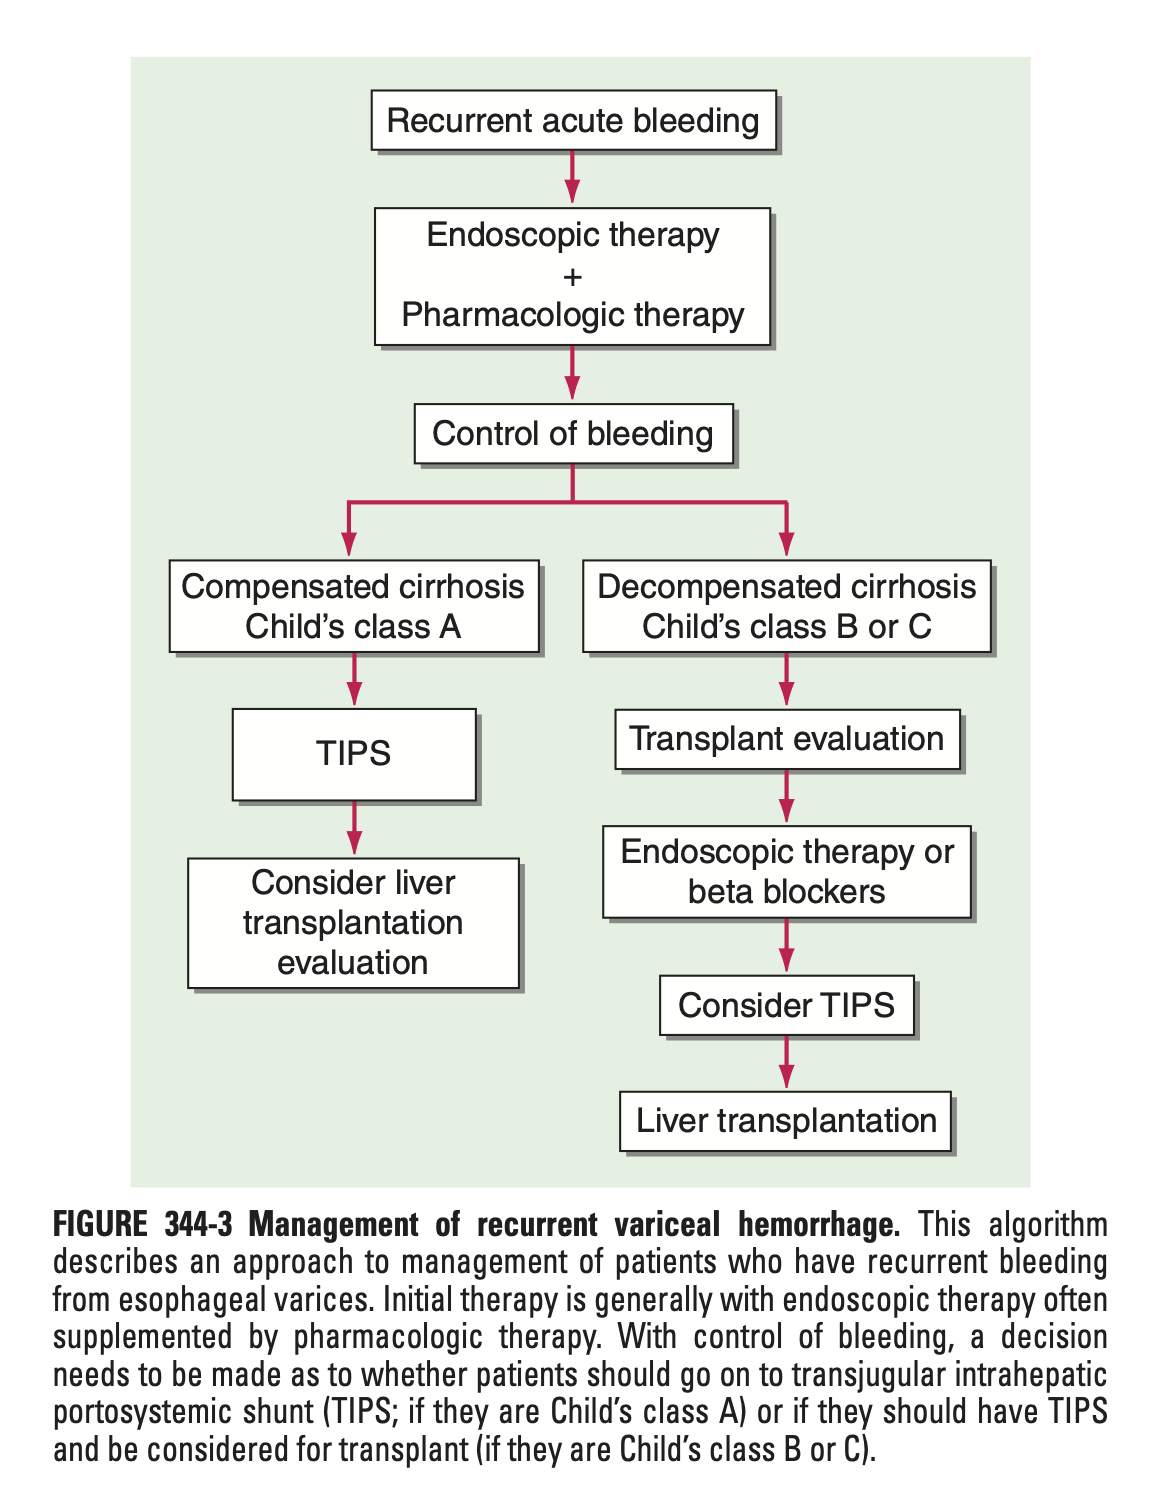 Recurrent acute bleeding
Endoscopic therapy
+
Pharmacologic therapy
Control of bleeding
Compensated cirrhosis
Child’s class A
TIPS
Consider liver
transplantation
evaluation
Decompensated cirrhosis
Child’s class B or C
Transplant evaluation
Endoscopic therapy or
beta blockers
Consider TIPS
Liver transplantation
FIGURE 344-3 Management of recurrent variceal hemorrhage. This algorithm
describes an approach to management of patients who have recurrent bleeding
from esophageal varices. Initial therapy is generally with endoscopic therapy often
supplemented by pharmacologic therapy. With control of bleeding, a decision
needs to be made as to whether patients should go on to transjugular intrahepatic
portosystemic shunt (TIPS; if they are Child’s class A) or if they should have TIPS
and be considered for transplant (if they are Child’s class B or C).